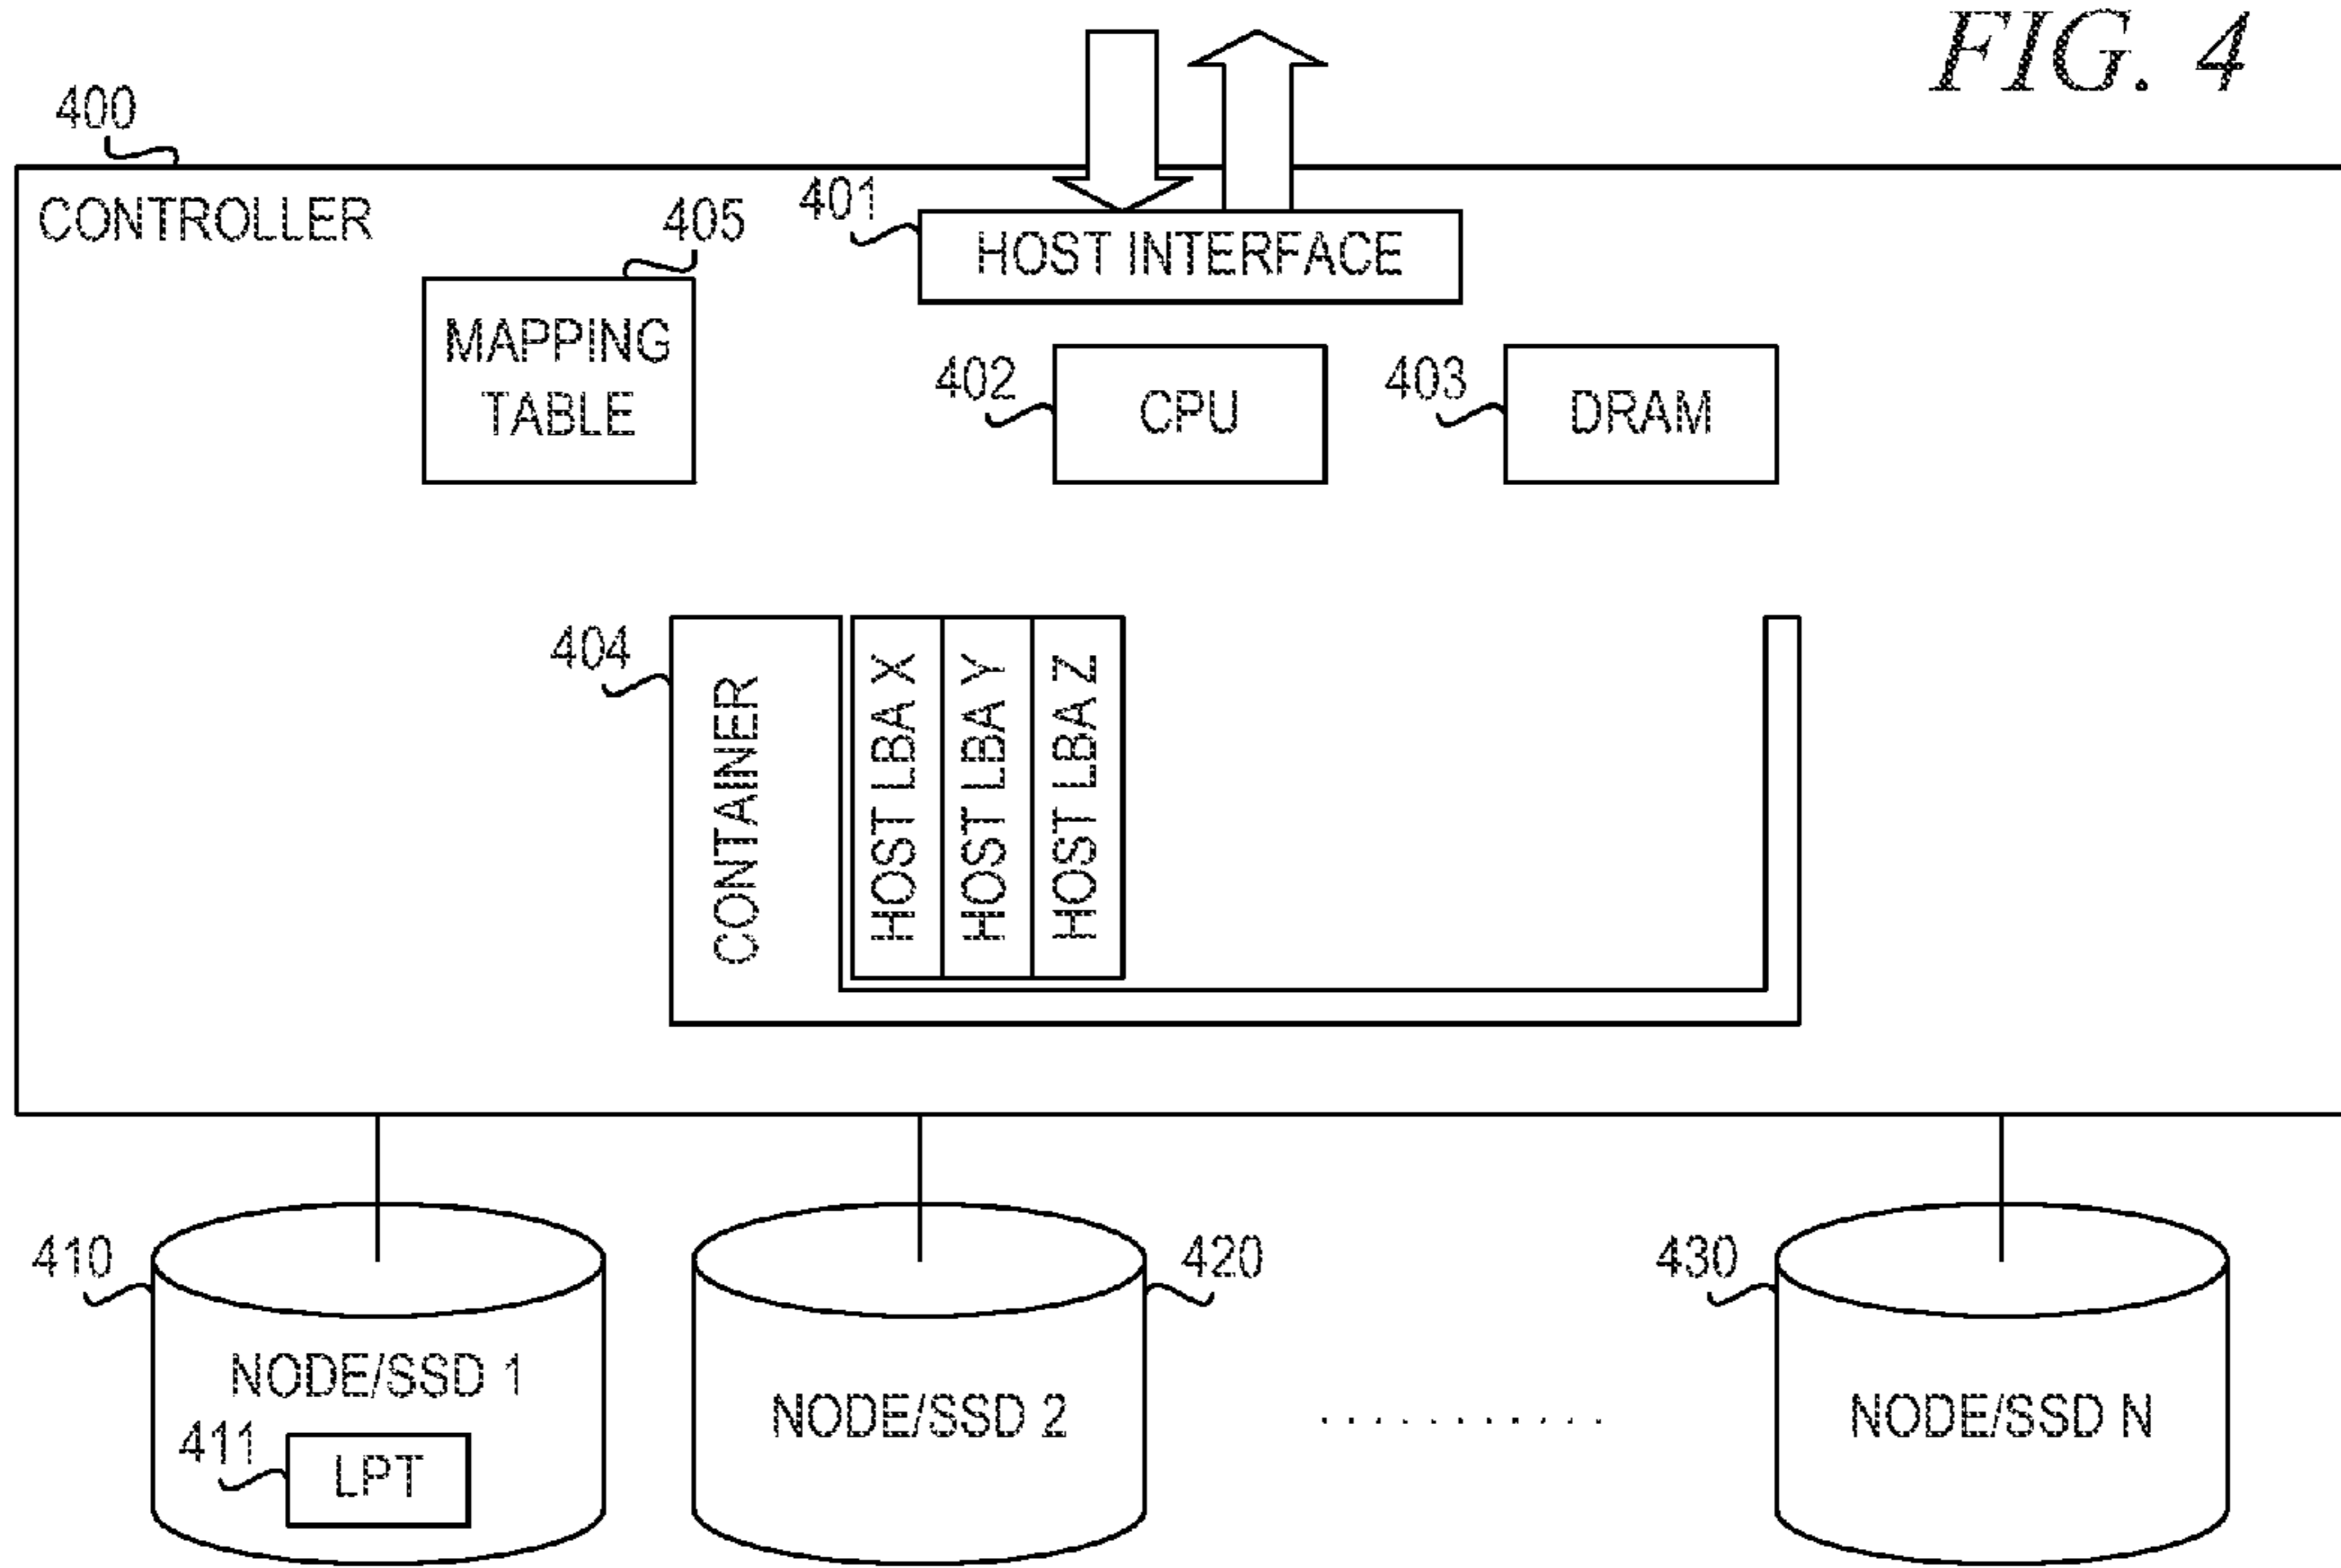 FIG. 4
400
CONTROLLER
405
401
HOST INTERFACE
MAPPING
TABLE
402
CPU
403
DRAM
404
CONTAINER
HOST LBA X
HOST LBA Y
HOST LBA Z
410
NODE/SSD 1
411
LPT
420
NODE/SSD 2
...........
430
NODE/SSD N